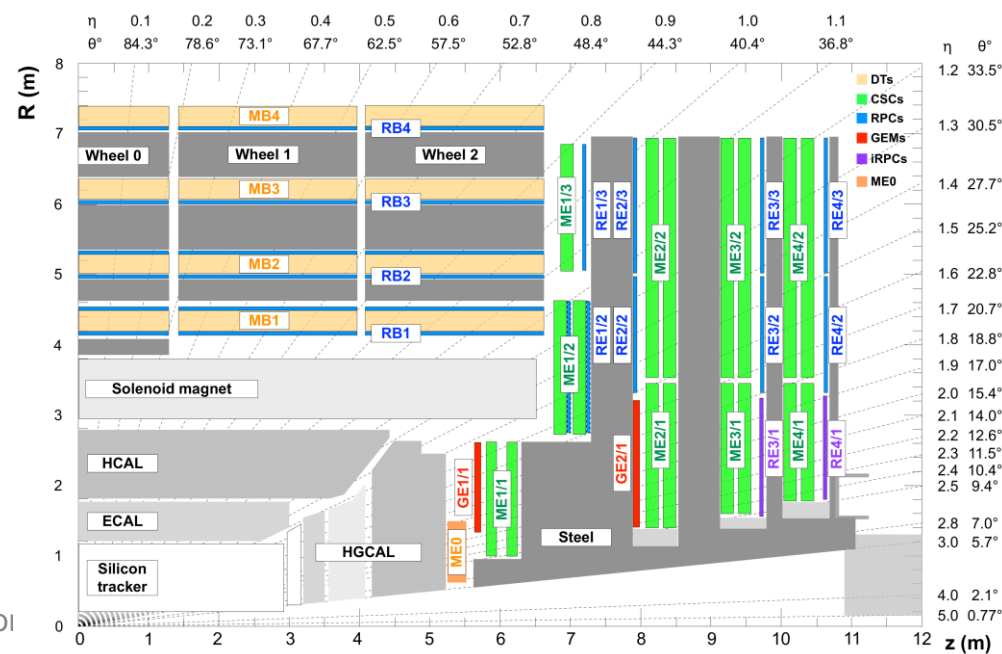 η 0.1 0.2 0.3 0.4 0.5 0.6 0.7 0.8 0.9 1.0 1.1
θ° 84.3° 78.6° 73.1° 67.7° 62.5° 57.5° 52.8° 48.4° 44.3° 40.4° 36.8° η θ°
R (m)
8
7
6
5
4
3
2
1
0
1.2 33.5°
1.3 30.5°
1.4 27.7°
1.5 25.2°
1.6 22.8°
1.7 20.7°
1.8 18.8°
1.9 17.0°
2.0 15.4°
2.1 14.0°
2.2 12.6°
2.3 11.5°
2.4 10.4°
2.5 9.4°
2.8 7.0°
3.0 5.7°
4.0 2.1°
5.0 0.77°
DTs
CSCs
RPCs
GEMs
iRPCs
ME0
MB4
RB4
Wheel 0 Wheel 1 Wheel 2
MB3
RB3
MB2
RB2
MB1
RB1
Solenoid magnet
HCAL
ECAL
HGCAL
Silicon
tracker
Steel
ME1/3
RE1/3
RE2/3
ME2/2
ME3/2
RE3/3
ME4/2
RE4/3
ME1/2
RE1/2
RE2/2
RE3/2
RE4/2
GE1/1
ME1/1
ME0
GE2/1
ME2/1
ME3/1
RE3/1
ME4/1
RE4/1
0 1 2 3 4 5 6 7 8 9 10 11 12
z (m)